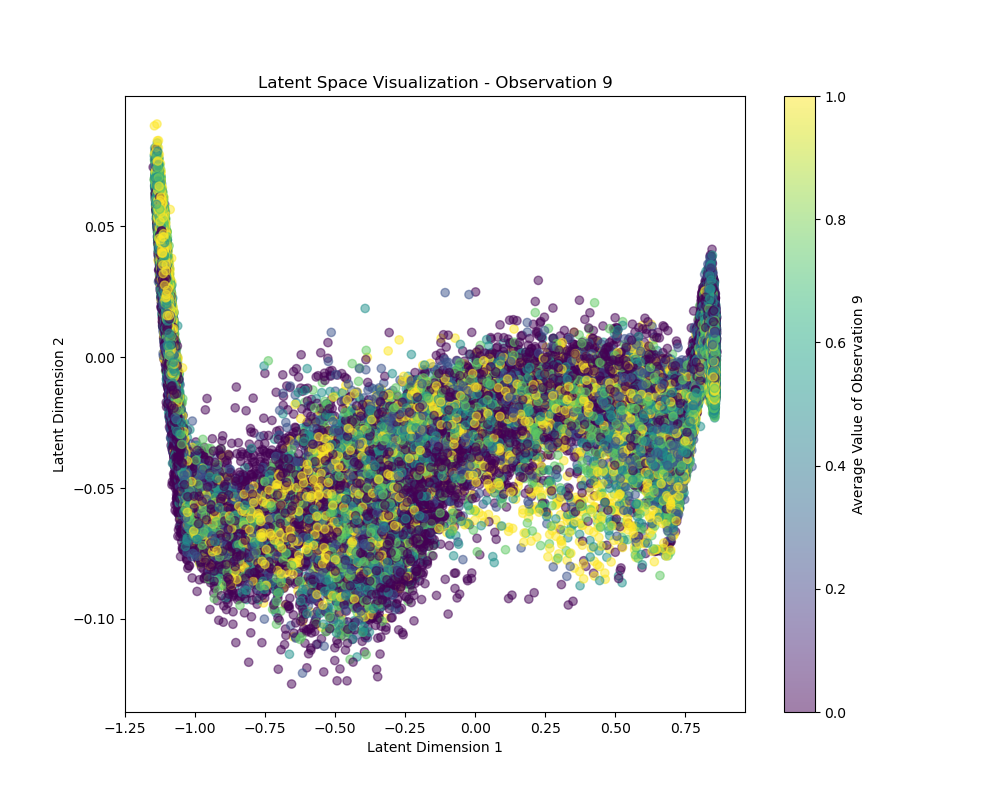 Latent Space Visualization - Observation 9
Latent Dimension 2
0.05
0.00
−0.05
−0.10
−1.25 −1.00 −0.75 −0.50 −0.25 0.00 0.25 0.50 0.75
Latent Dimension 1
1.0
0.8
0.6
0.4
0.2
0.0
Average Value of Observation 9